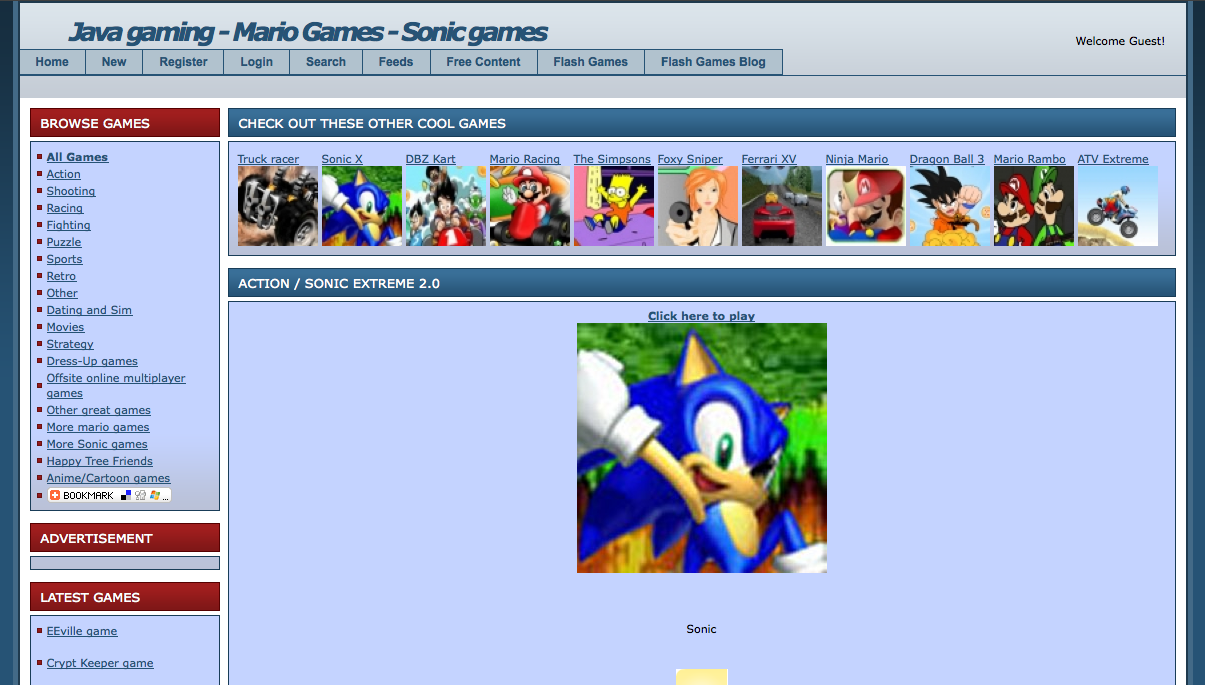 Java gaming - Mario Games - Sonic games
Welcome Guest!
Home New Register Login Search Feeds Free Content Flash Games Flash Games Blog
BROWSE GAMES
All Games
Action
Shooting
Racing
Fighting
Puzzle
Sports
Retro
Other
Dating and Sim
Movies
Strategy
Dress-Up games
Offsite online multiplayer
games
Other great games
More mario games
More Sonic games
Happy Tree Friends
Anime/Cartoon games
BOOKMARK ...
ADVERTISEMENT
LATEST GAMES
EEville game
Crypt Keeper game
CHECK OUT THESE OTHER COOL GAMES
Truck racer Sonic X DBZ Kart Mario Racing The Simpsons Foxy Sniper Ferrari XV Ninja Mario Dragon Ball 3 Mario Rambo ATV Extreme
ACTION / SONIC EXTREME 2.0
Click here to play
Sonic